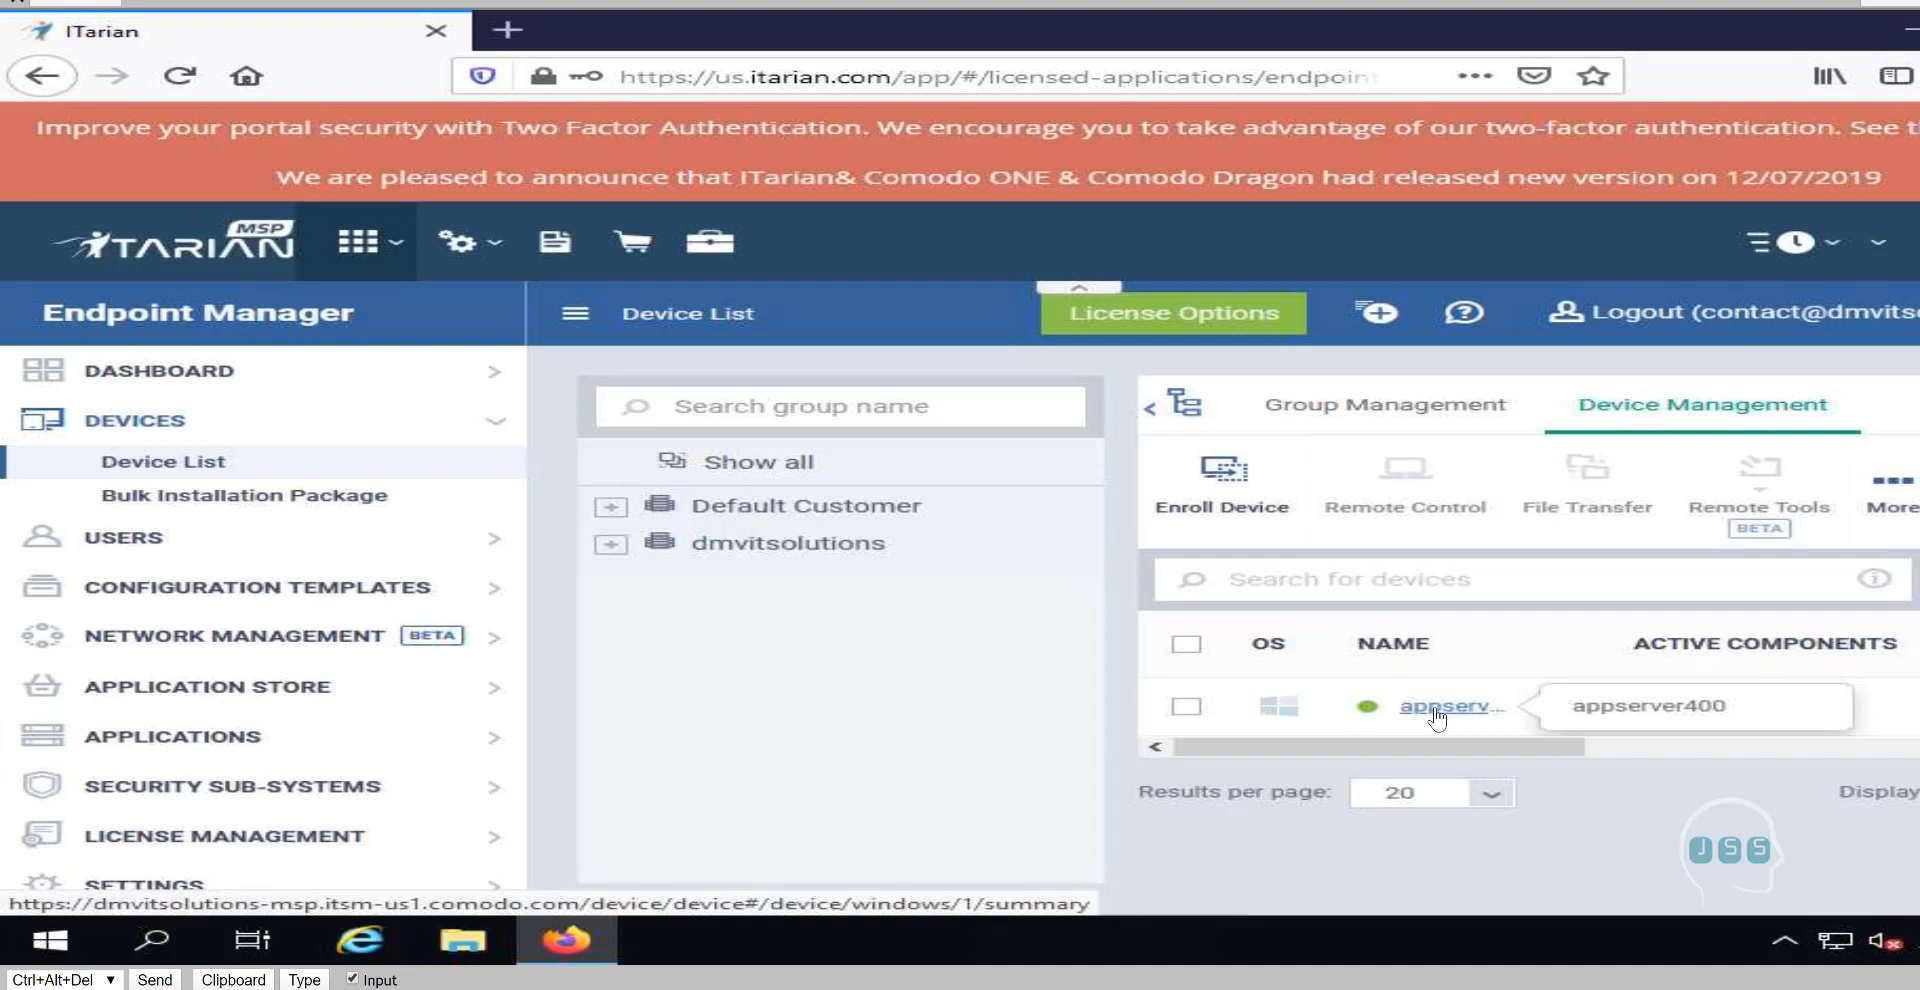 ITarian
https://us.itarian.com/app/#/licensed-applications/endpoin
Improve your portal security with Two Factor Authentication. We encourage you to take advantage of our two-factor authentication. See t
We are pleased to announce that ITarian& Comodo ONE & Comodo Dragon had released new version on 12/07/2019
ITARIAN MSP
Endpoint Manager
Device List
License Options
Logout (contact@dmvits
DASHBOARD
DEVICES
Device List
Bulk Installation Package
USERS
CONFIGURATION TEMPLATES
NETWORK MANAGEMENT BETA
APPLICATION STORE
APPLICATIONS
SECURITY SUB-SYSTEMS
LICENSE MANAGEMENT
SETTINGS
Search group name
Show all
Default Customer
dmvitsolutions
Group Management
Device Management
Enroll Device
Remote Control
File Transfer
Remote Tools
BETA
More
Search for devices
OS NAME ACTIVE COMPONENTS
appserv...
appserver400
Results per page: 20
Display
JSS
https://dmvitsolutions-msp.itsm-us1.comodo.com/device/device#/device/windows/1/summary
Ctrl+Alt+Del Send Clipboard Type Input